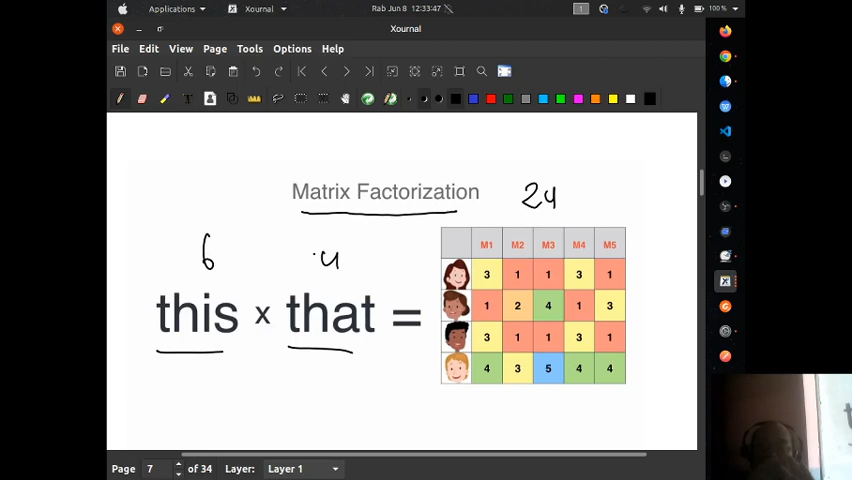 Applications Xournal Rab Jun 8 12:33:47 1 100 %
Xournal
File Edit View Page Tools Options Help
T
Matrix Factorization 24
6 4
this x that =
M1 M2 M3 M4 M5
3 1 1 3 1
1 2 4 1 3
3 1 1 3 1
4 3 5 4 4
Page 7 of 34 Layer: Layer 1